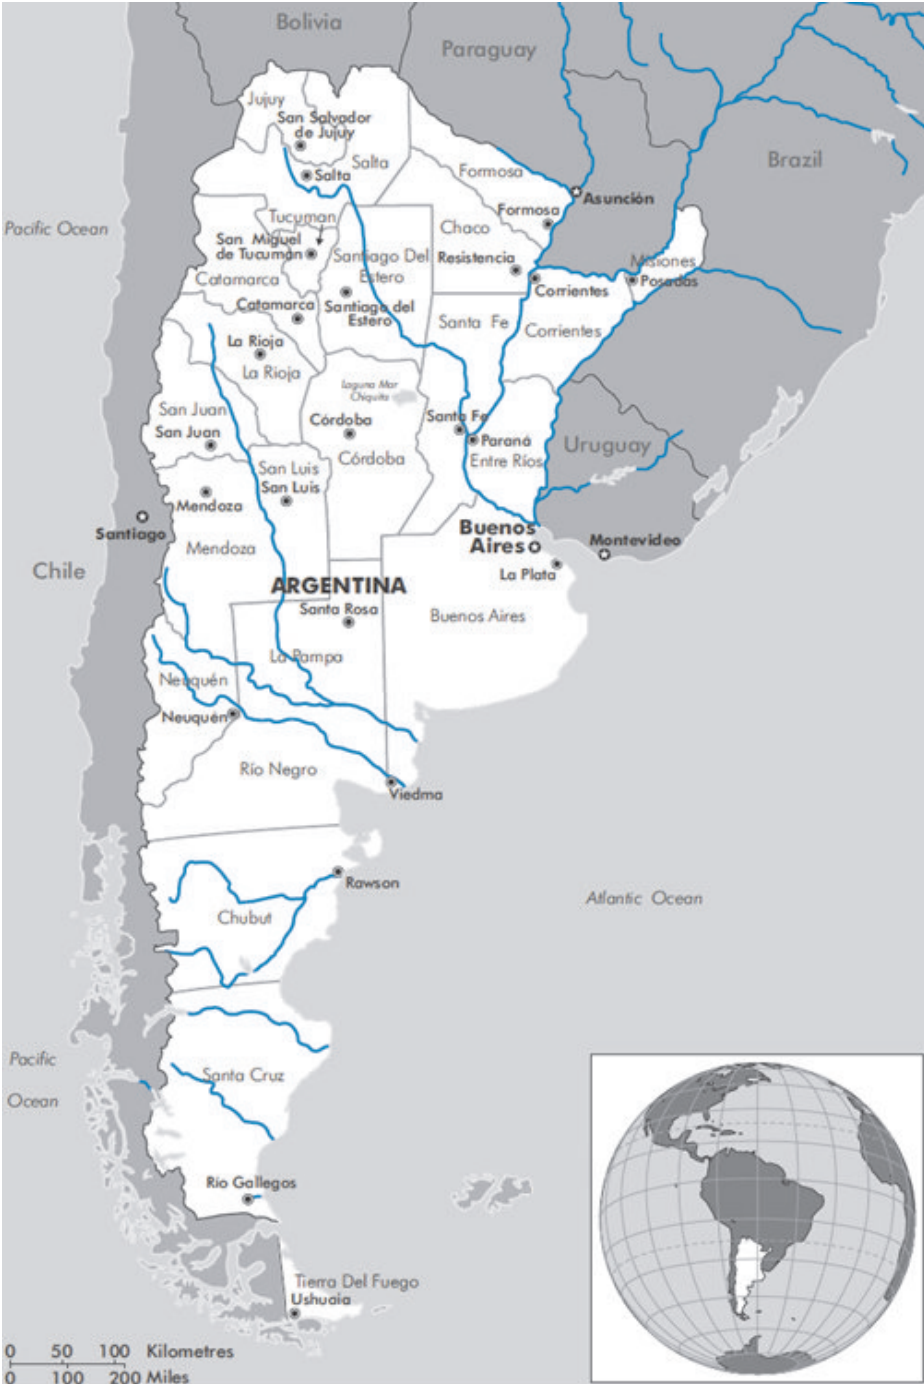 Bolivia
Paraguay
Jujuy
San Salvador
de Jujuy
Salta
Salta
Formosa
Brazil
Asunción
Formosa
Pacific Ocean
Tucuman
Chaco
San Miguel
de Tucumán
Santiago Del
Estero
Resistencia
Misiones
Posadas
Catamarca
Corrientes
Catamarca
Santiago del
Estero
Santa Fe
Corrientes
La Rioja
La Rioja
Laguna Mar
Chiquita
San Juan
San Juan
Córdoba
Córdoba
Santa Fe
Paraná
Entre Ríos
Uruguay
San Luis
San Luis
Mendoza
Mendoza
Santiago
Buenos
Aires
Montevideo
La Plata
Chile
ARGENTINA
Santa Rosa
Buenos Aires
La Pampa
Neuquén
Neuquén
Río Negro
Viedma
Rawson
Chubut
Atlantic Ocean
Pacific
Ocean
Santa Cruz
Río Gallegos
Tierra Del Fuego
Ushuaia
0 50 100 Kilometres
0 100 200 Miles